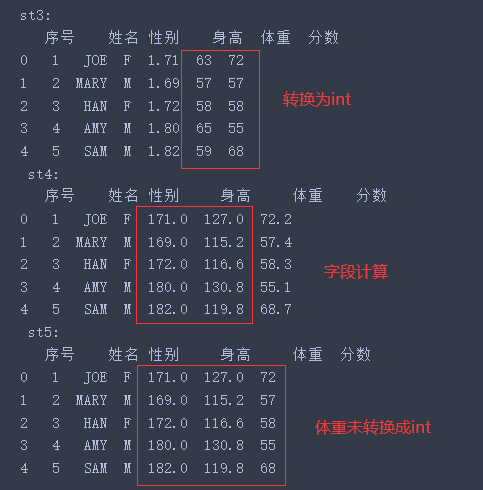 st3:
序号 姓名 性别 身高 体重 分数
0 1 JOE F 1.71 63 72
1 2 MARY M 1.69 57 57
2 3 HAN F 1.72 58 58
3 4 AMY M 1.80 65 55
4 5 SAM M 1.82 59 68
转换为int
st4:
序号 姓名 性别 身高 体重 分数
0 1 JOE F 171.0 127.0 72.2
1 2 MARY M 169.0 115.2 57.4
2 3 HAN F 172.0 116.6 58.3
3 4 AMY M 180.0 130.8 55.1
4 5 SAM M 182.0 119.8 68.7
字段计算
st5:
序号 姓名 性别 身高 体重 分数
0 1 JOE F 171.0 127.0 72
1 2 MARY M 169.0 115.2 57
2 3 HAN F 172.0 116.6 58
3 4 AMY M 180.0 130.8 55
4 5 SAM M 182.0 119.8 68
体重未转换成int